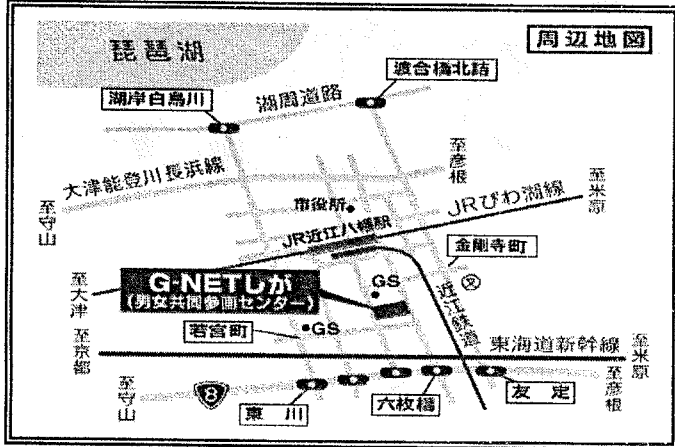 周辺地図
琵琶湖
渡合橋北詰
湖岸白鳥川
湖周道路
大津能登川長浜線
至彦根
至米原
至守山
市役所
JRびわ湖線
JR近江八幡駅
金剛寺町
至大津
G-NETしが
(男女共同参画センター)
GS
文
近江鉄道
若宮町
GS
至京都
東海道新幹線
至米原
至守山
8
東川
六枚橋
友定
至彦根